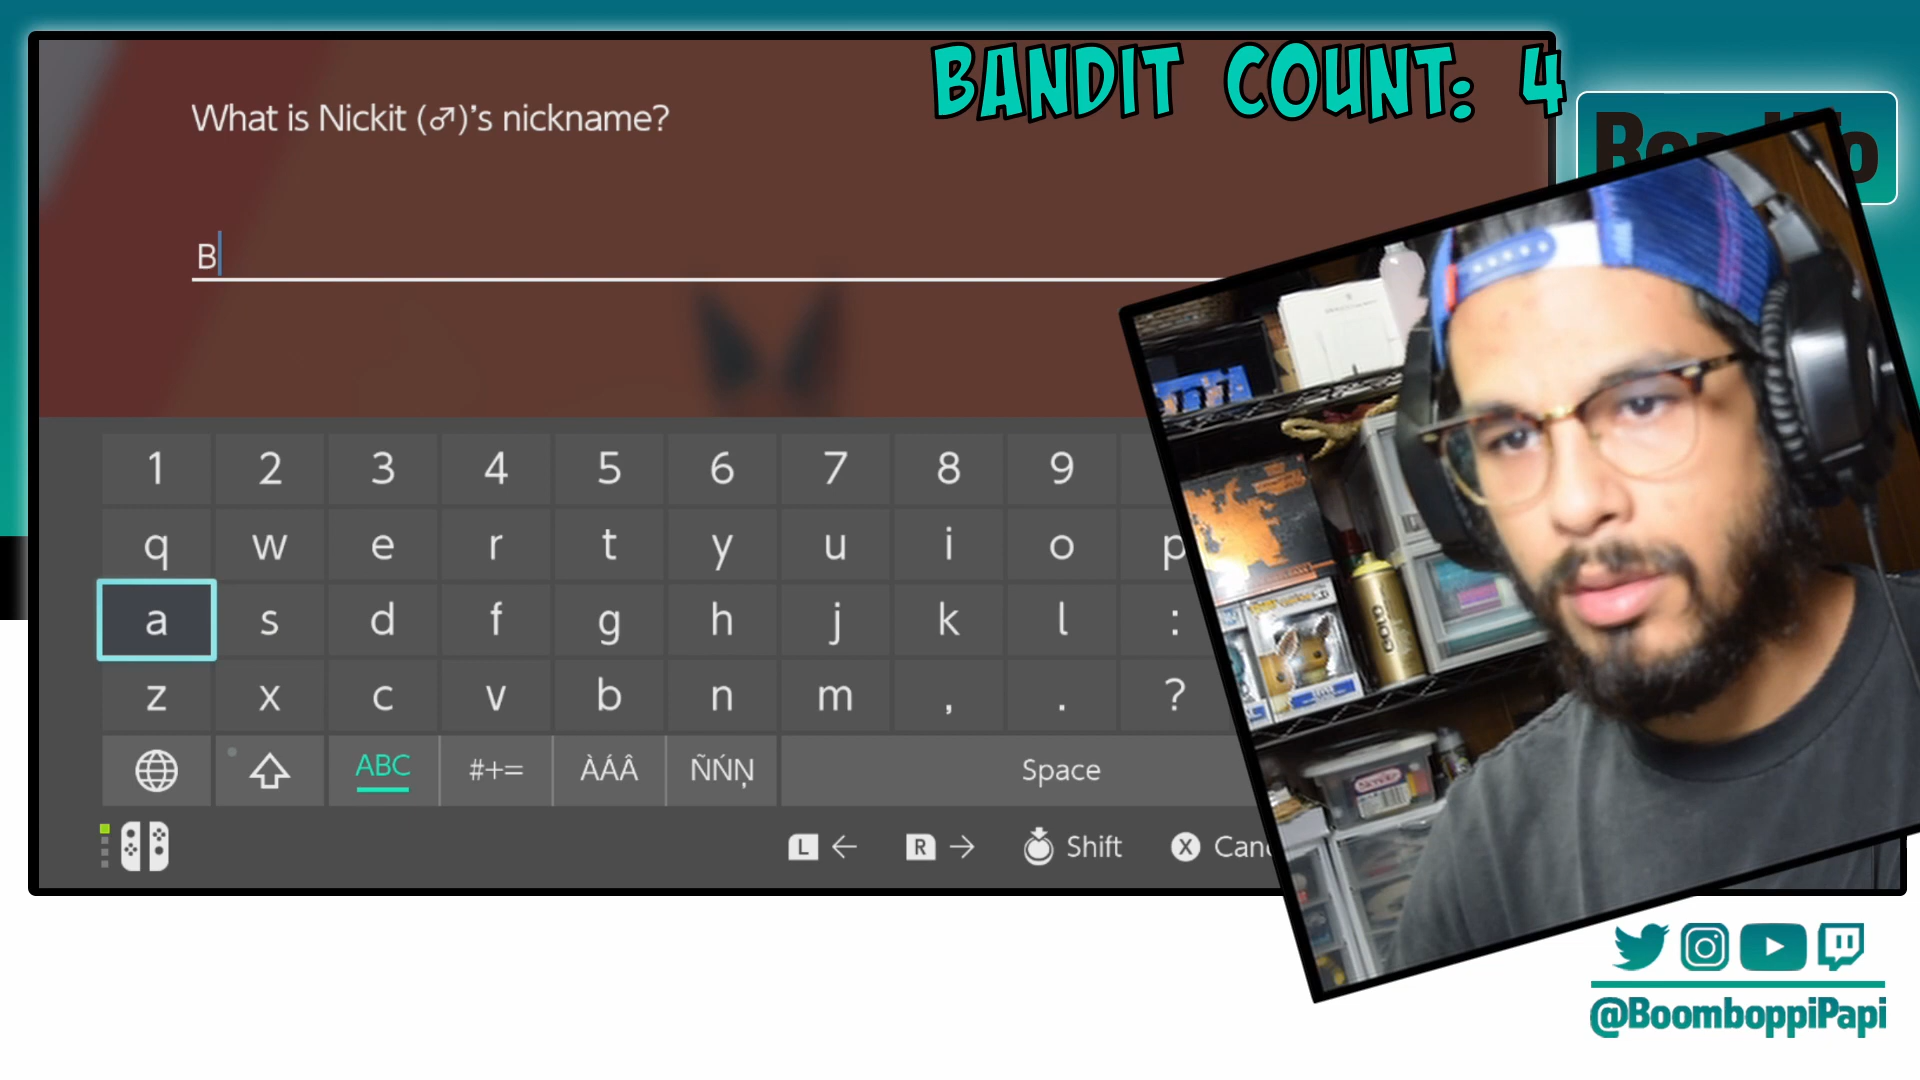 BANDIT COUNT: 4
What is Nickit (♂)'s nickname?
B
1 2 3 4 5 6 7 8 9
q w e r t y u i o p
a s d f g h j k l :
z x c v b n m , . ?
ABC #+= ÀÁÂ ÑŃŅ Space
L ← R → Shift X Canc
@BoomboppiPapi